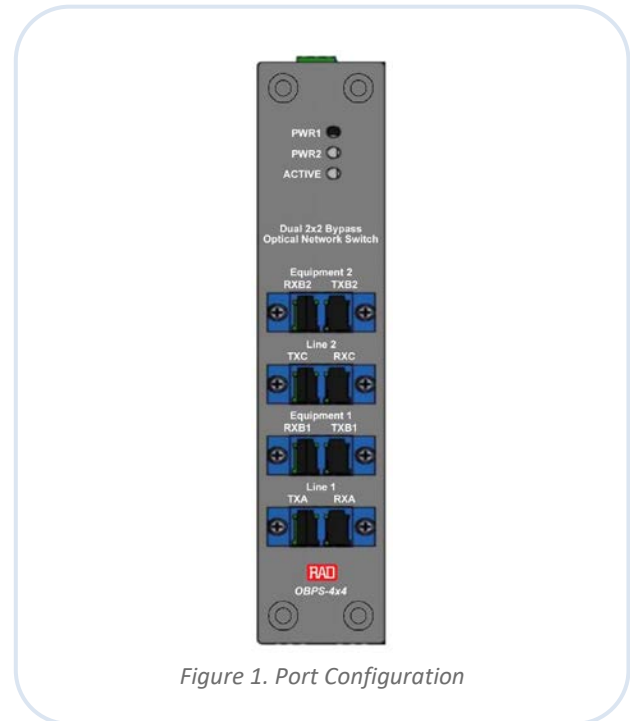 PWR1
PWR2
ACTIVE
Dual 2x2 Bypass
Optical Network Switch
Equipment 2
RXB2 TXB2
Line 2
TXC RXC
Equipment 1
RXB1 TXB1
Line 1
TXA RXA
RAD
OBPS-4x4
Figure 1. Port Configuration